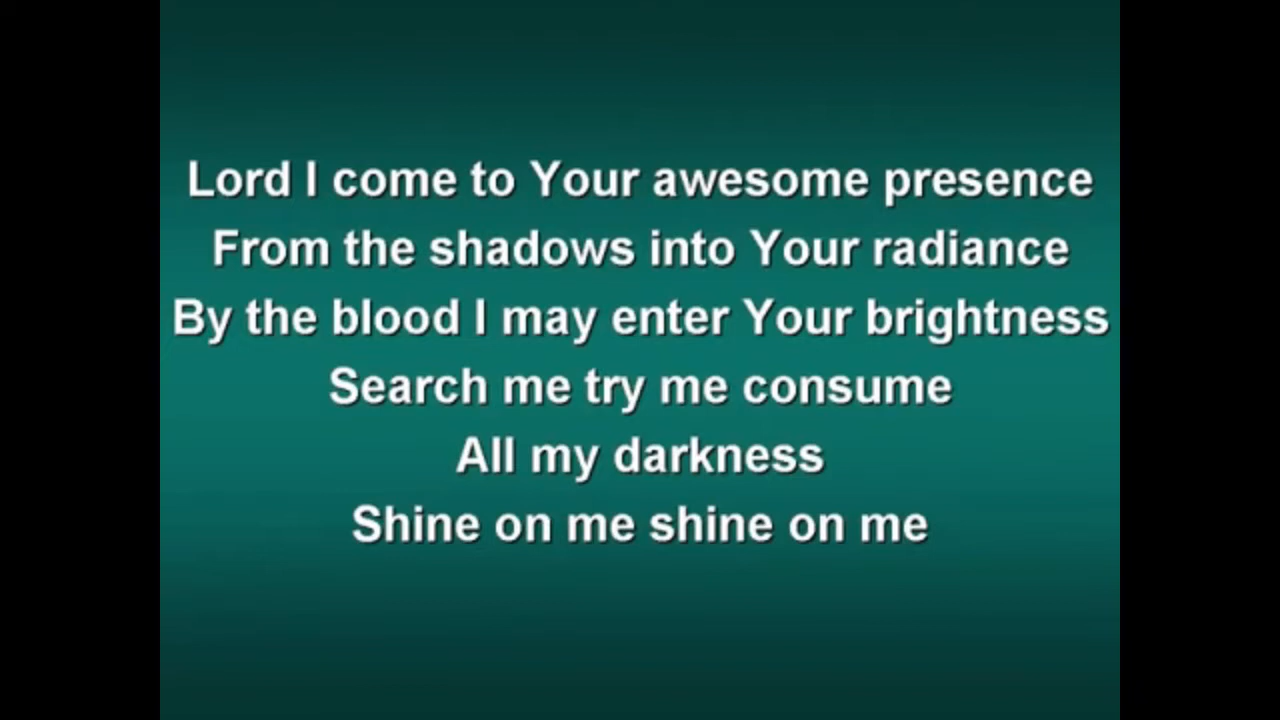 Lord I come to Your awesome presence
From the shadows into Your radiance
By the blood I may enter Your brightness
Search me try me consume
All my darkness
Shine on me shine on me